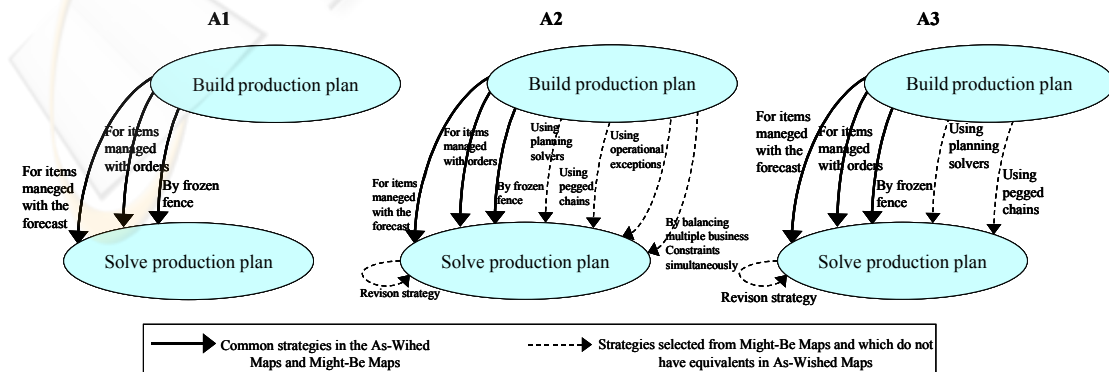 A1
Build production plan
For items
managed
with orders
For items
maneged
with the
forecast
By frozen
fence
Solve production plan
A2
Build production plan
For items
managed
with orders
Using
planning
solvers
Using
operational
exceptions
For items
managed
with the
forecast
By frozen
fence
Using
pegged
chains
By balancing
multiple business
Constraints
simultaneously
Solve production plan
Revison strategy
A3
Build production plan
For items
maneged
with the
forecast
For items
managed
with orders
Using
planning
solvers
By frozen
fence
Using
pegged
chains
Solve production plan
Revison strategy
Common strategies in the As-Wihed
Maps and Might-Be Maps
Strategies selected from Might-Be Maps and which do not
have equivalents in As-Wished Maps